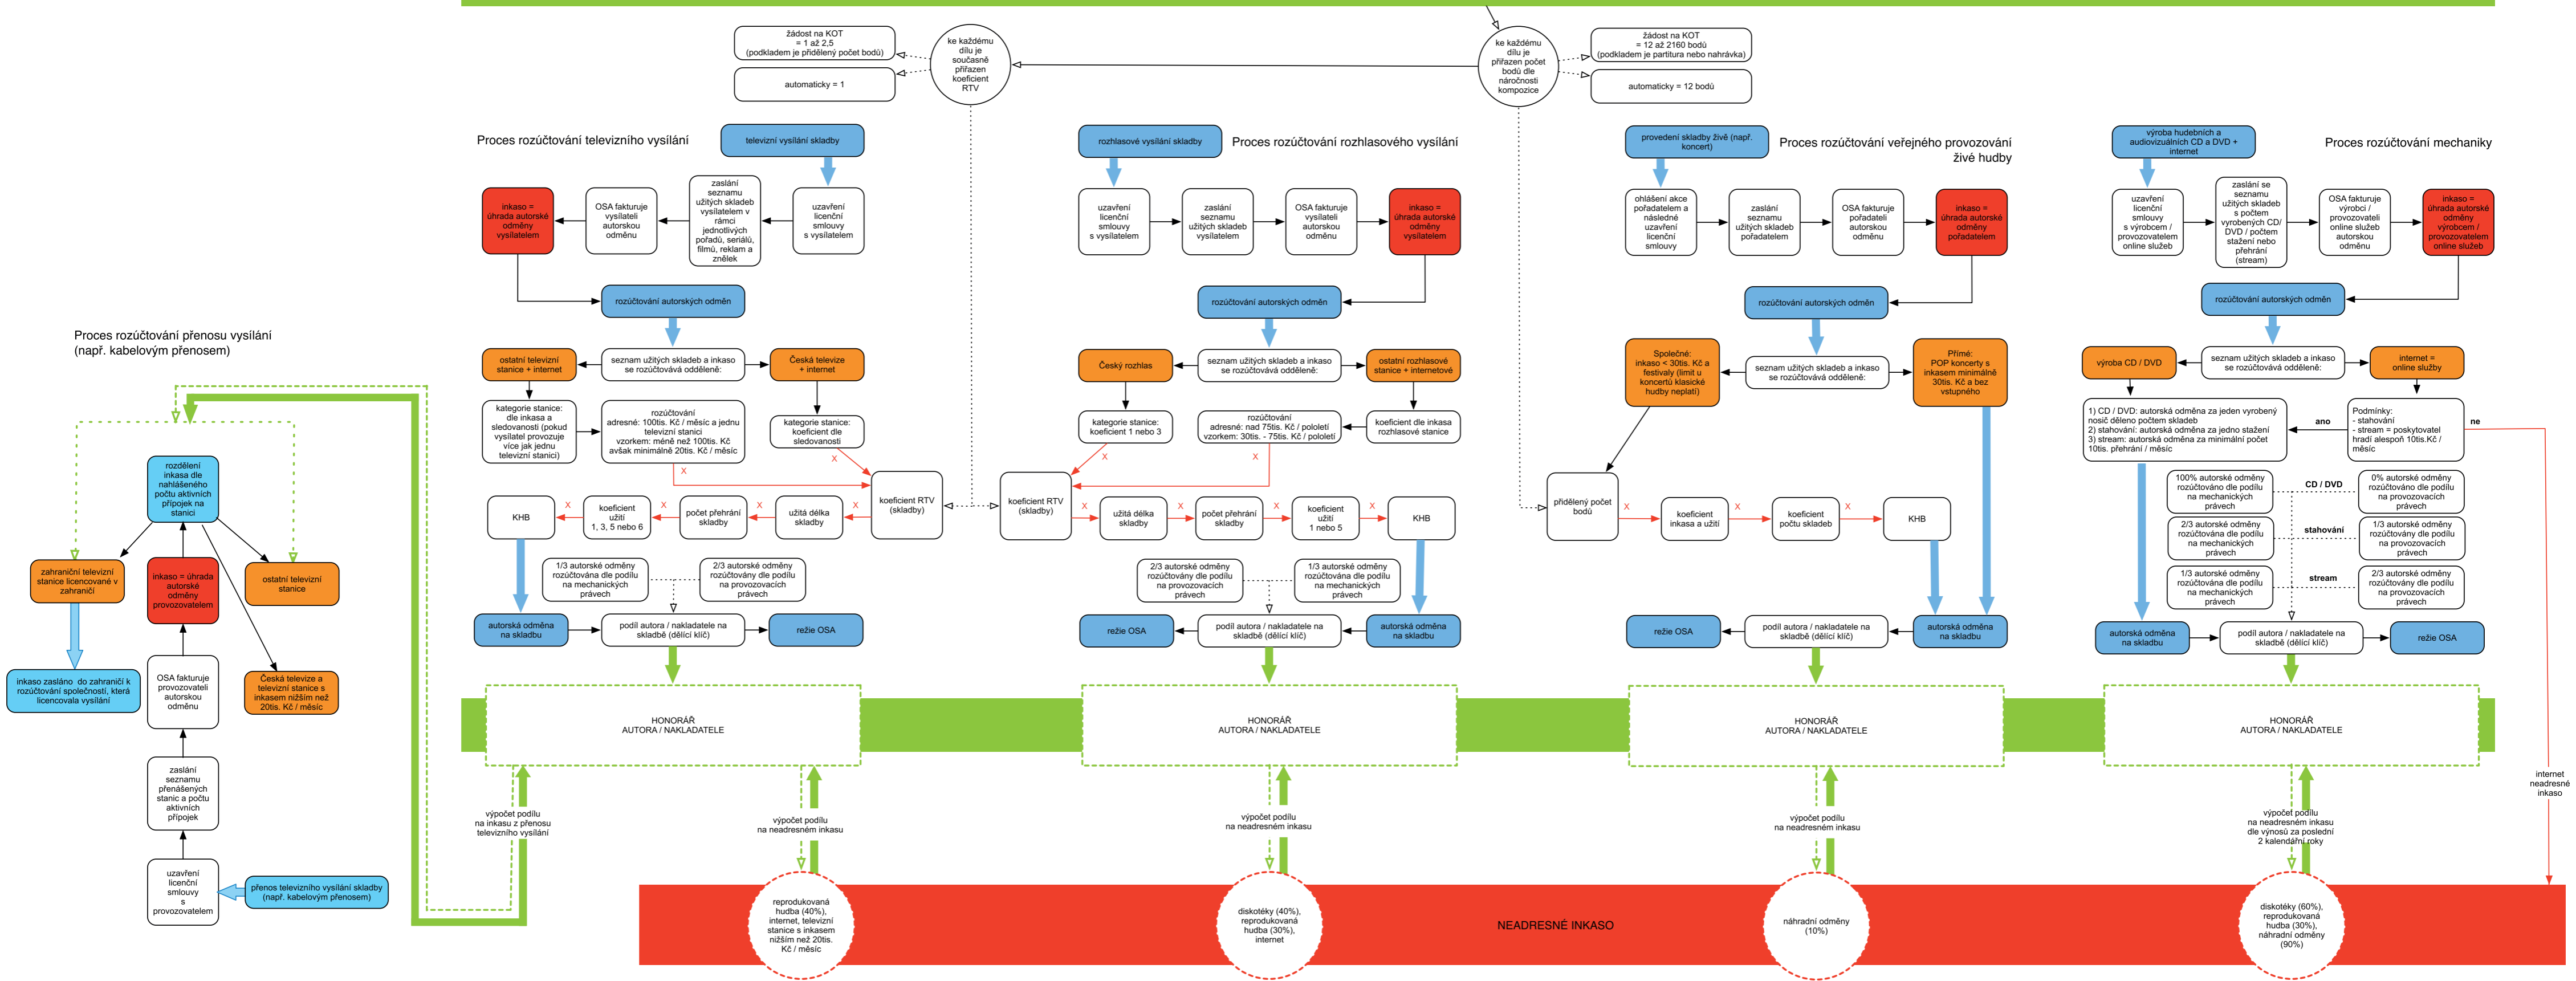 žádost na KOT
= 1 až 2,5
(podkladem je přidělený počet bodů)
automaticky = 1
ke každému
dílu je
současně
přiřazen
koeficient
RTV
ke každému
dílu je
přiřazen počet
bodů dle
náročnosti
kompozice
žádost na KOT
= 12 až 2160 bodů
(podkladem je partitura nebo nahrávka)
automaticky = 12 bodů
Proces rozúčtování televizního vysílání
televizní vysílání skladby
inkaso =
úhrada autorské
odměny
vysílatelem
OSA fakturuje
vysílateli
autorskou
odměnu
zaslání
seznamu
užitých skladeb
vysílatelem v
rámci
jednotlivých
pořadů, seriálů,
filmů, reklam a
znělek
uzavření
licenční
smlouvy
s vysílatelem
rozúčtování autorských odměn
ostatní televizní
stanice + internet
seznam užitých skladeb a inkaso
se rozúčtovává odděleně:
Česká televize
+ internet
kategorie stanice:
dle inkasa a
sledovanosti (pokud
vysílatel provozuje
více jak jednu
televizní stanici)
rozúčtování
adresné: 100tis. Kč / měsíc a jednu
televizní stanici
vzorkem: méně než 100tis. Kč
avšak minimálně 20tis. Kč / měsíc
kategorie stanice:
koeficient dle
sledovanosti
X
X
koeficient RTV
(skladby)
KHB
X
koeficient
užití
1, 3, 5 nebo 6
X
počet přehrání
skladby
X
užitá délka
skladby
X
1/3 autorské odměny
rozúčtována dle podílu
na mechanických
právech
2/3 autorské odměny
rozúčtovány dle podílu
na provozovacích
právech
autorská odměna
na skladbu
podíl autora / nakladatele na
skladbě (dělící klíč)
režie OSA
HONORÁŘ
AUTORA / NAKLADATELE
výpočet podílu
na inkasu z přenosu
televizního vysílání
výpočet podílu
na neadresném inkasu
reprodukovaná
hudba (40%),
internet, televizní
stanice s inkasem
nižším než 20tis.
Kč / měsíc
rozhlasové vysílání skladby
Proces rozúčtování rozhlasového vysílání
uzavření
licenční
smlouvy
s vysílatelem
zaslání
seznamu
užitých skladeb
vysílatelem
OSA fakturuje
vysílateli
autorskou
odměnu
inkaso =
úhrada autorské
odměny
vysílatelem
rozúčtování autorských odměn
Český rozhlas
seznam užitých skladeb a inkaso
se rozúčtovává odděleně:
ostatní rozhlasové
stanice + internetové
kategorie stanice:
koeficient 1 nebo 3
rozúčtování
adresné: nad 75tis. Kč / pololetí
vzorkem: 30tis. - 75tis. Kč / pololetí
koeficient dle inkasa
rozhlasové stanice
X
X
koeficient RTV
(skladby)
X
užitá délka
skladby
X
počet přehrání
skladby
X
koeficient
užití
1 nebo 5
X
KHB
2/3 autorské odměny
rozúčtovány dle podílu
na provozovacích
právech
1/3 autorské odměny
rozúčtována dle podílu
na mechanických
právech
režie OSA
podíl autora / nakladatele na
skladbě (dělící klíč)
autorská odměna
na skladbu
HONORÁŘ
AUTORA / NAKLADATELE
výpočet podílu
na neadresném inkasu
diskotéky (40%),
reprodukovaná
hudba (30%),
internet
provedení skladby živě (např.
koncert)
Proces rozúčtování veřejného provozování
živé hudby
ohlášení akce
pořadatelem a
následné
uzavření
licenční
smlouvy
zaslání
seznamu
užitých skladeb
pořadatelem
OSA fakturuje
pořadateli
autorskou
odměnu
inkaso =
úhrada autorské
odměny
pořadatelem
rozúčtování autorských odměn
Společné:
inkaso < 30tis. Kč a
festivaly (limit u
koncertů klasické
hudby neplatí)
seznam užitých skladeb a inkaso
se rozúčtovává odděleně:
Přímé:
POP koncerty s
inkasem minimálně
30tis. Kč a bez
vstupného
přidělený počet
bodů
X
koeficient
inkasa a užití
X
koeficient
počtu skladeb
X
KHB
režie OSA
podíl autora / nakladatele na
skladbě (dělící klíč)
autorská odměna
na skladbu
HONORÁŘ
AUTORA / NAKLADATELE
výpočet podílu
na neadresném inkasu
NEADRESNÉ INKASO
náhradní odměny
(10%)
výroba hudebních a
audiovizuálních CD a DVD +
internet
Proces rozúčtování mechaniky
uzavření
licenční
smlouvy
s výrobcem /
provozovatelem
online služeb
zaslání se
seznamu
užitých skladeb
s počtem
vyrobených CD/
DVD / počtem
stažení nebo
přehrání
(stream)
OSA fakturuje
výrobci /
provozovateli
online služeb
autorskou
odměnu
inkaso =
úhrada autorské
odměny
výrobcem /
provozovatelem
online služeb
rozúčtování autorských odměn
výroba CD / DVD
seznam užitých skladeb a inkaso
se rozúčtovává odděleně:
internet =
online služby
1) CD / DVD: autorská odměna za jeden vyrobený
nosič děleno počtem skladeb
2) stahování: autorská odměna za jedno stažení
3) stream: autorská odměna za minimální počet
10tis. přehrání / měsíc
ano
Podmínky:
- stahování
- stream = poskytovatel
hradí alespoň 10tis.Kč /
měsíc
ne
100% autorské odměny
rozúčtováno dle podílu
na mechanických
právech
CD / DVD
0% autorské odměny
rozúčtováno dle podílu
na provozovacích
právech
2/3 autorské odměny
rozúčtována dle podílu
na mechanických
právech
stahování
1/3 autorské odměny
rozúčtovány dle podílu
na provozovacích
právech
1/3 autorské odměny
rozúčtována dle podílu
na mechanických
právech
stream
2/3 autorské odměny
rozúčtovány dle podílu
na provozovacích
právech
autorská odměna
na skladbu
podíl autora / nakladatele na
skladbě (dělící klíč)
režie OSA
HONORÁŘ
AUTORA / NAKLADATELE
výpočet podílu
na neadresném inkasu
dle výnosů za poslední
2 kalendářní roky
internet
neadresné
inkaso
diskotéky (60%),
reprodukovaná
hudba (30%),
náhradní odměny
(90%)
Proces rozúčtování přenosu vysílání
(např. kabelovým přenosem)
rozdělení
inkasa dle
nahlášeného
počtu aktivních
přípojek na
stanici
zahraniční televizní
stanice licencované v
zahraničí
inkaso = úhrada
autorské
odměny
provozovatelem
ostatní televizní
stanice
inkaso zasláno  do zahraničí k
rozúčtování společností, která
licencovala vysílání
OSA fakturuje
provozovateli
autorskou
odměnu
Česká televize a
televizní stanice s
inkasem nižším než
20tis. Kč / měsíc
zaslání
seznamu
přenášených
stanic a počtu
aktivních
přípojek
uzavření
licenční
smlouvy
s
provozovatelem
přenos televizního vysílání skladby
(např. kabelovým přenosem)